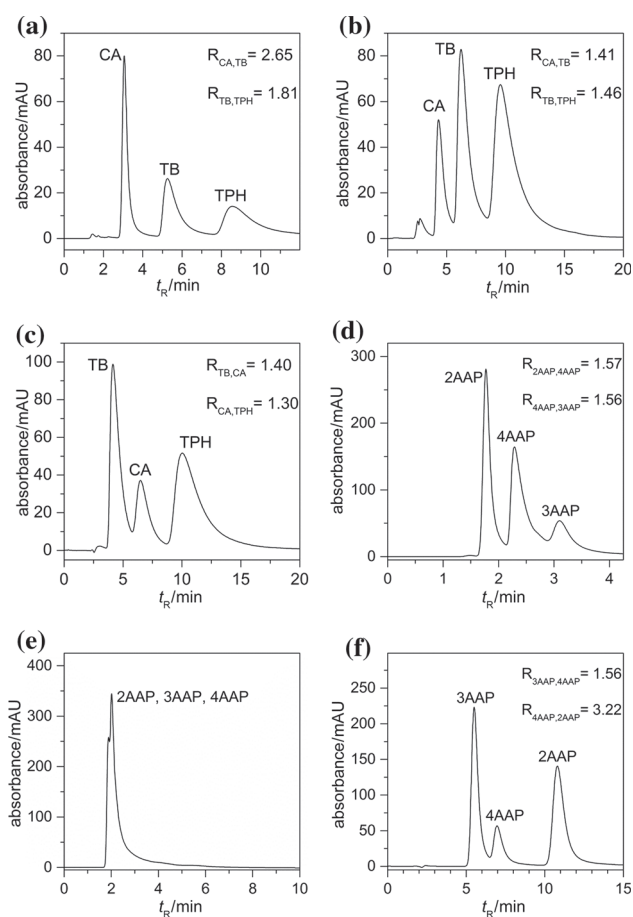 (a)
CA
R_CA,TB = 2.65
R_TB,TPH = 1.81
TB
TPH
absorbance/mAU
80
60
40
20
0
0 2 4 6 8 10
t_R/min
(b)
TB
R_CA,TB = 1.41
R_TB,TPH = 1.46
TPH
CA
absorbance/mAU
80
60
40
20
0
0 5 10 15 20
t_R/min
(c)
TB
R_TB,CA = 1.40
R_CA,TPH = 1.30
TPH
CA
absorbance/mAU
100
80
60
40
20
0
0 5 10 15 20
t_R/min
(d)
2AAP
R_2AAP,4AAP = 1.57
R_4AAP,3AAP = 1.56
4AAP
3AAP
absorbance/mAU
300
200
100
0
0 1 2 3 4
t_R/min
(e)
2AAP, 3AAP, 4AAP
absorbance/mAU
400
300
200
100
0
0 2 4 6 8 10
t_R/min
(f)
3AAP
R_3AAP,4AAP = 1.56
R_4AAP,2AAP = 3.22
2AAP
4AAP
absorbance/mAU
250
200
150
100
50
0
0 5 10 15
t_R/min